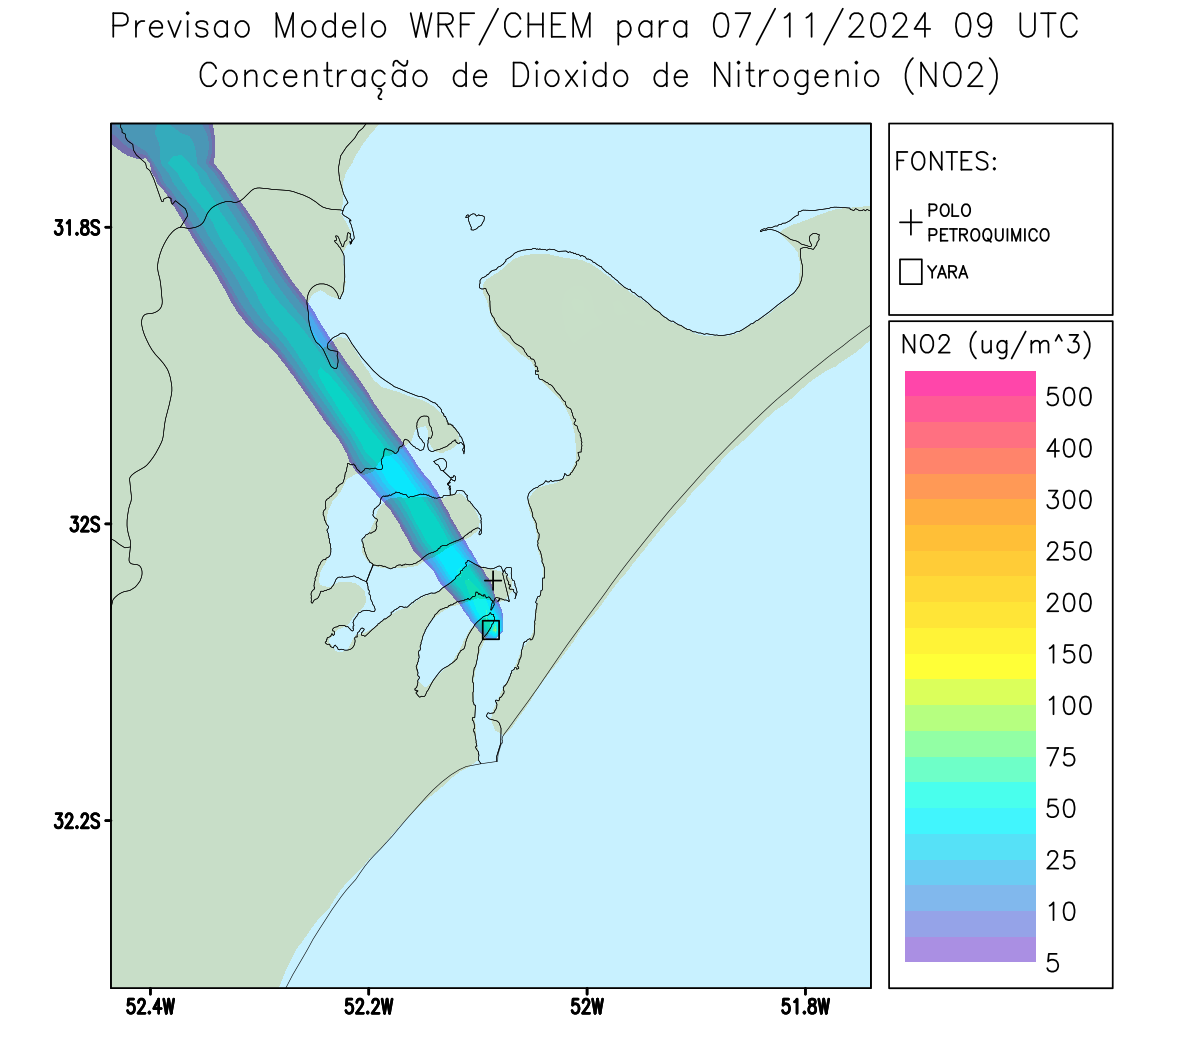 Previsao Modelo WRF/CHEM para 07/11/2024 09 UTC
Concentração de Dioxido de Nitrogenio (NO2)
FONTES:
POLO
PETROQUIMICO
YARA
31.8S
32S
32.2S
52.4W
52.2W
52W
51.8W
NO2 (ug/m^3)
500
400
300
250
200
150
100
75
50
25
10
5